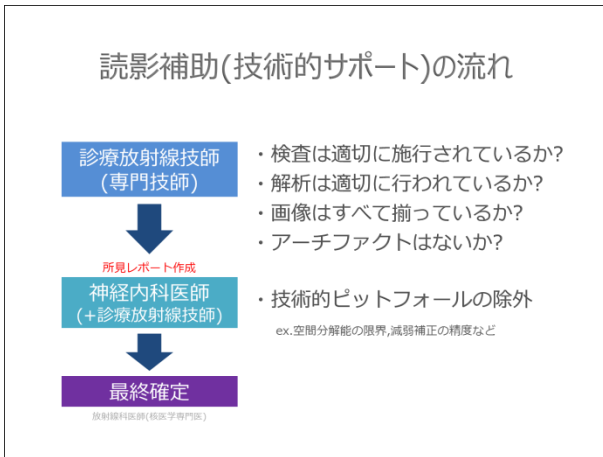 読影補助(技術的サポート)の流れ
診療放射線技師
(専門技師)
・検査は適切に施行されているか?
・解析は適切に行われているか?
・画像はすべて揃っているか?
・アーチファクトはないか?
所見レポート作成
神経内科医師
(+診療放射線技師)
・技術的ピットフォールの除外
ex.空間分解能の限界,減弱補正の精度など
最終確定
放射線科医師(核医学専門医)